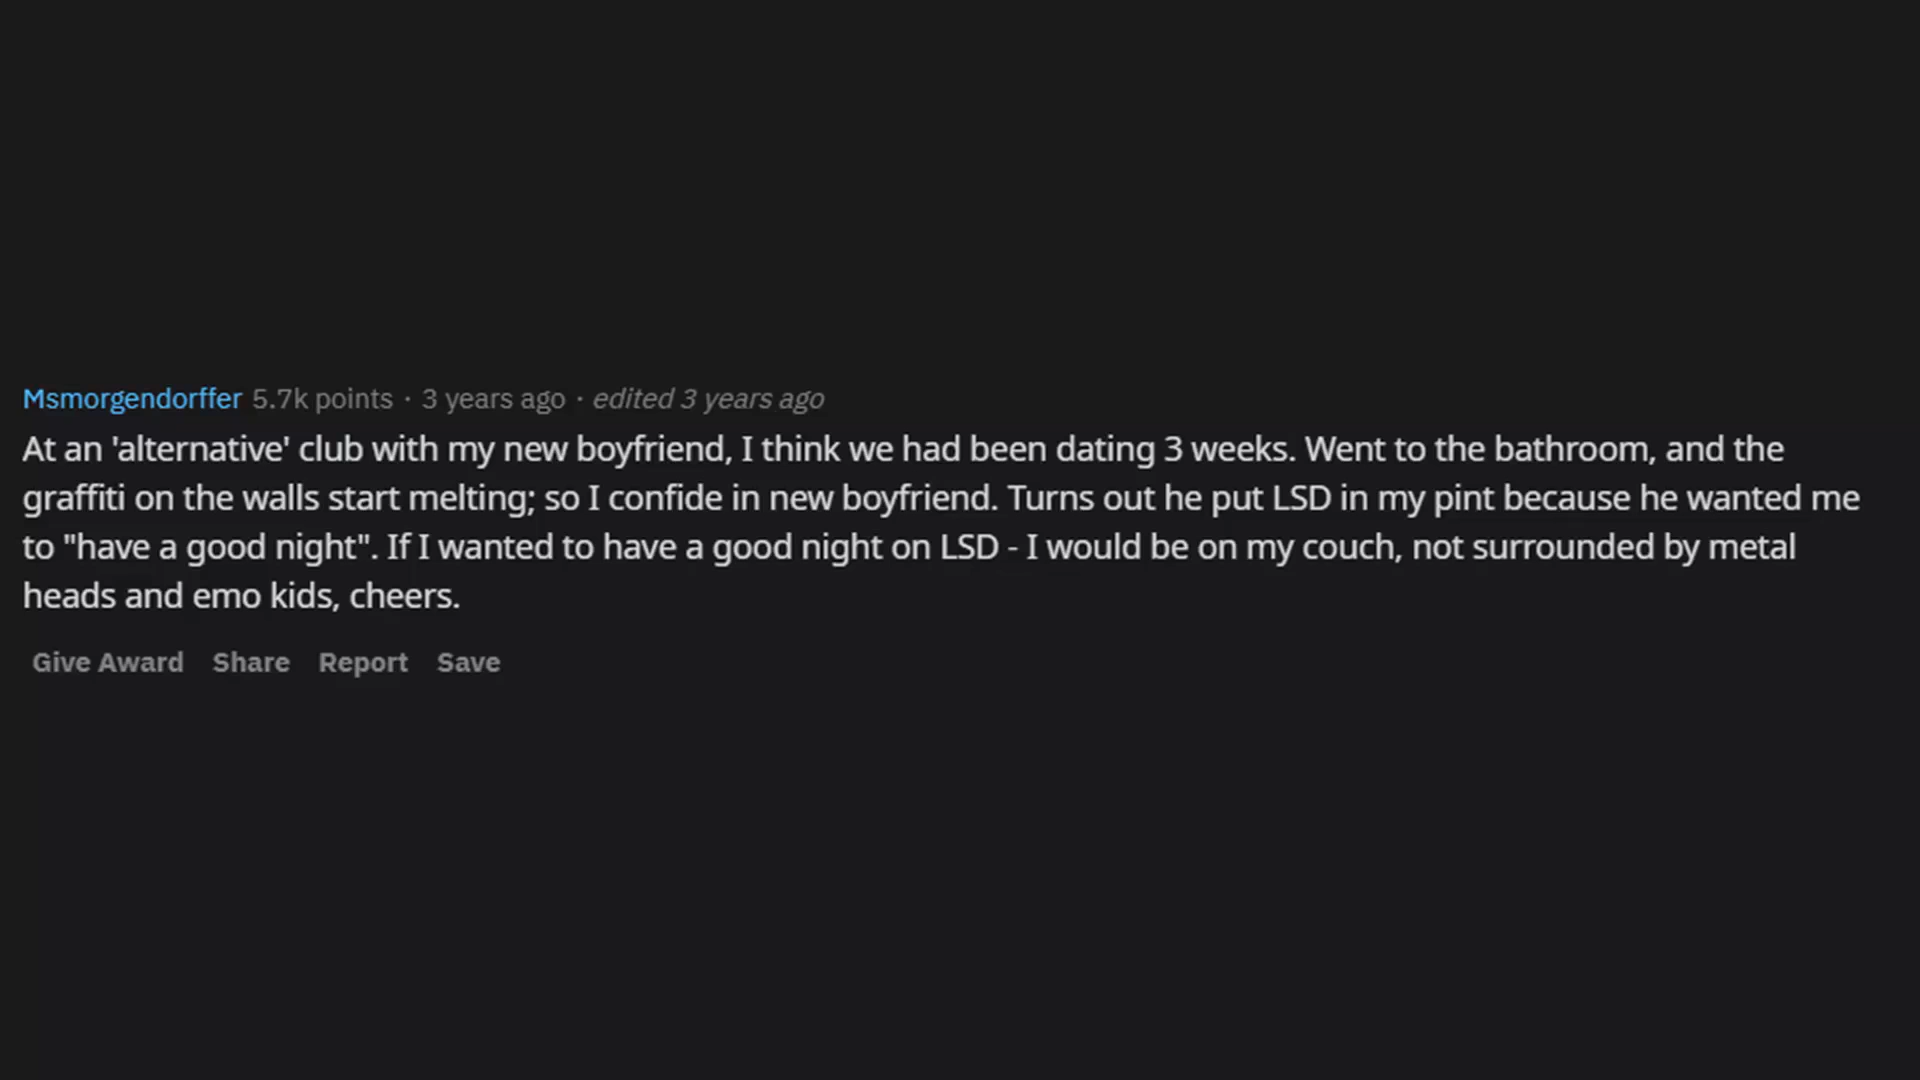 Msmorgendorffer 5.7k points · 3 years ago · edited 3 years ago
At an 'alternative' club with my new boyfriend, I think we had been dating 3 weeks. Went to the bathroom, and the
graffiti on the walls start melting; so I confide in new boyfriend. Turns out he put LSD in my pint because he wanted me
to "have a good night". If I wanted to have a good night on LSD - I would be on my couch, not surrounded by metal
heads and emo kids, cheers.
Give Award Share Report Save